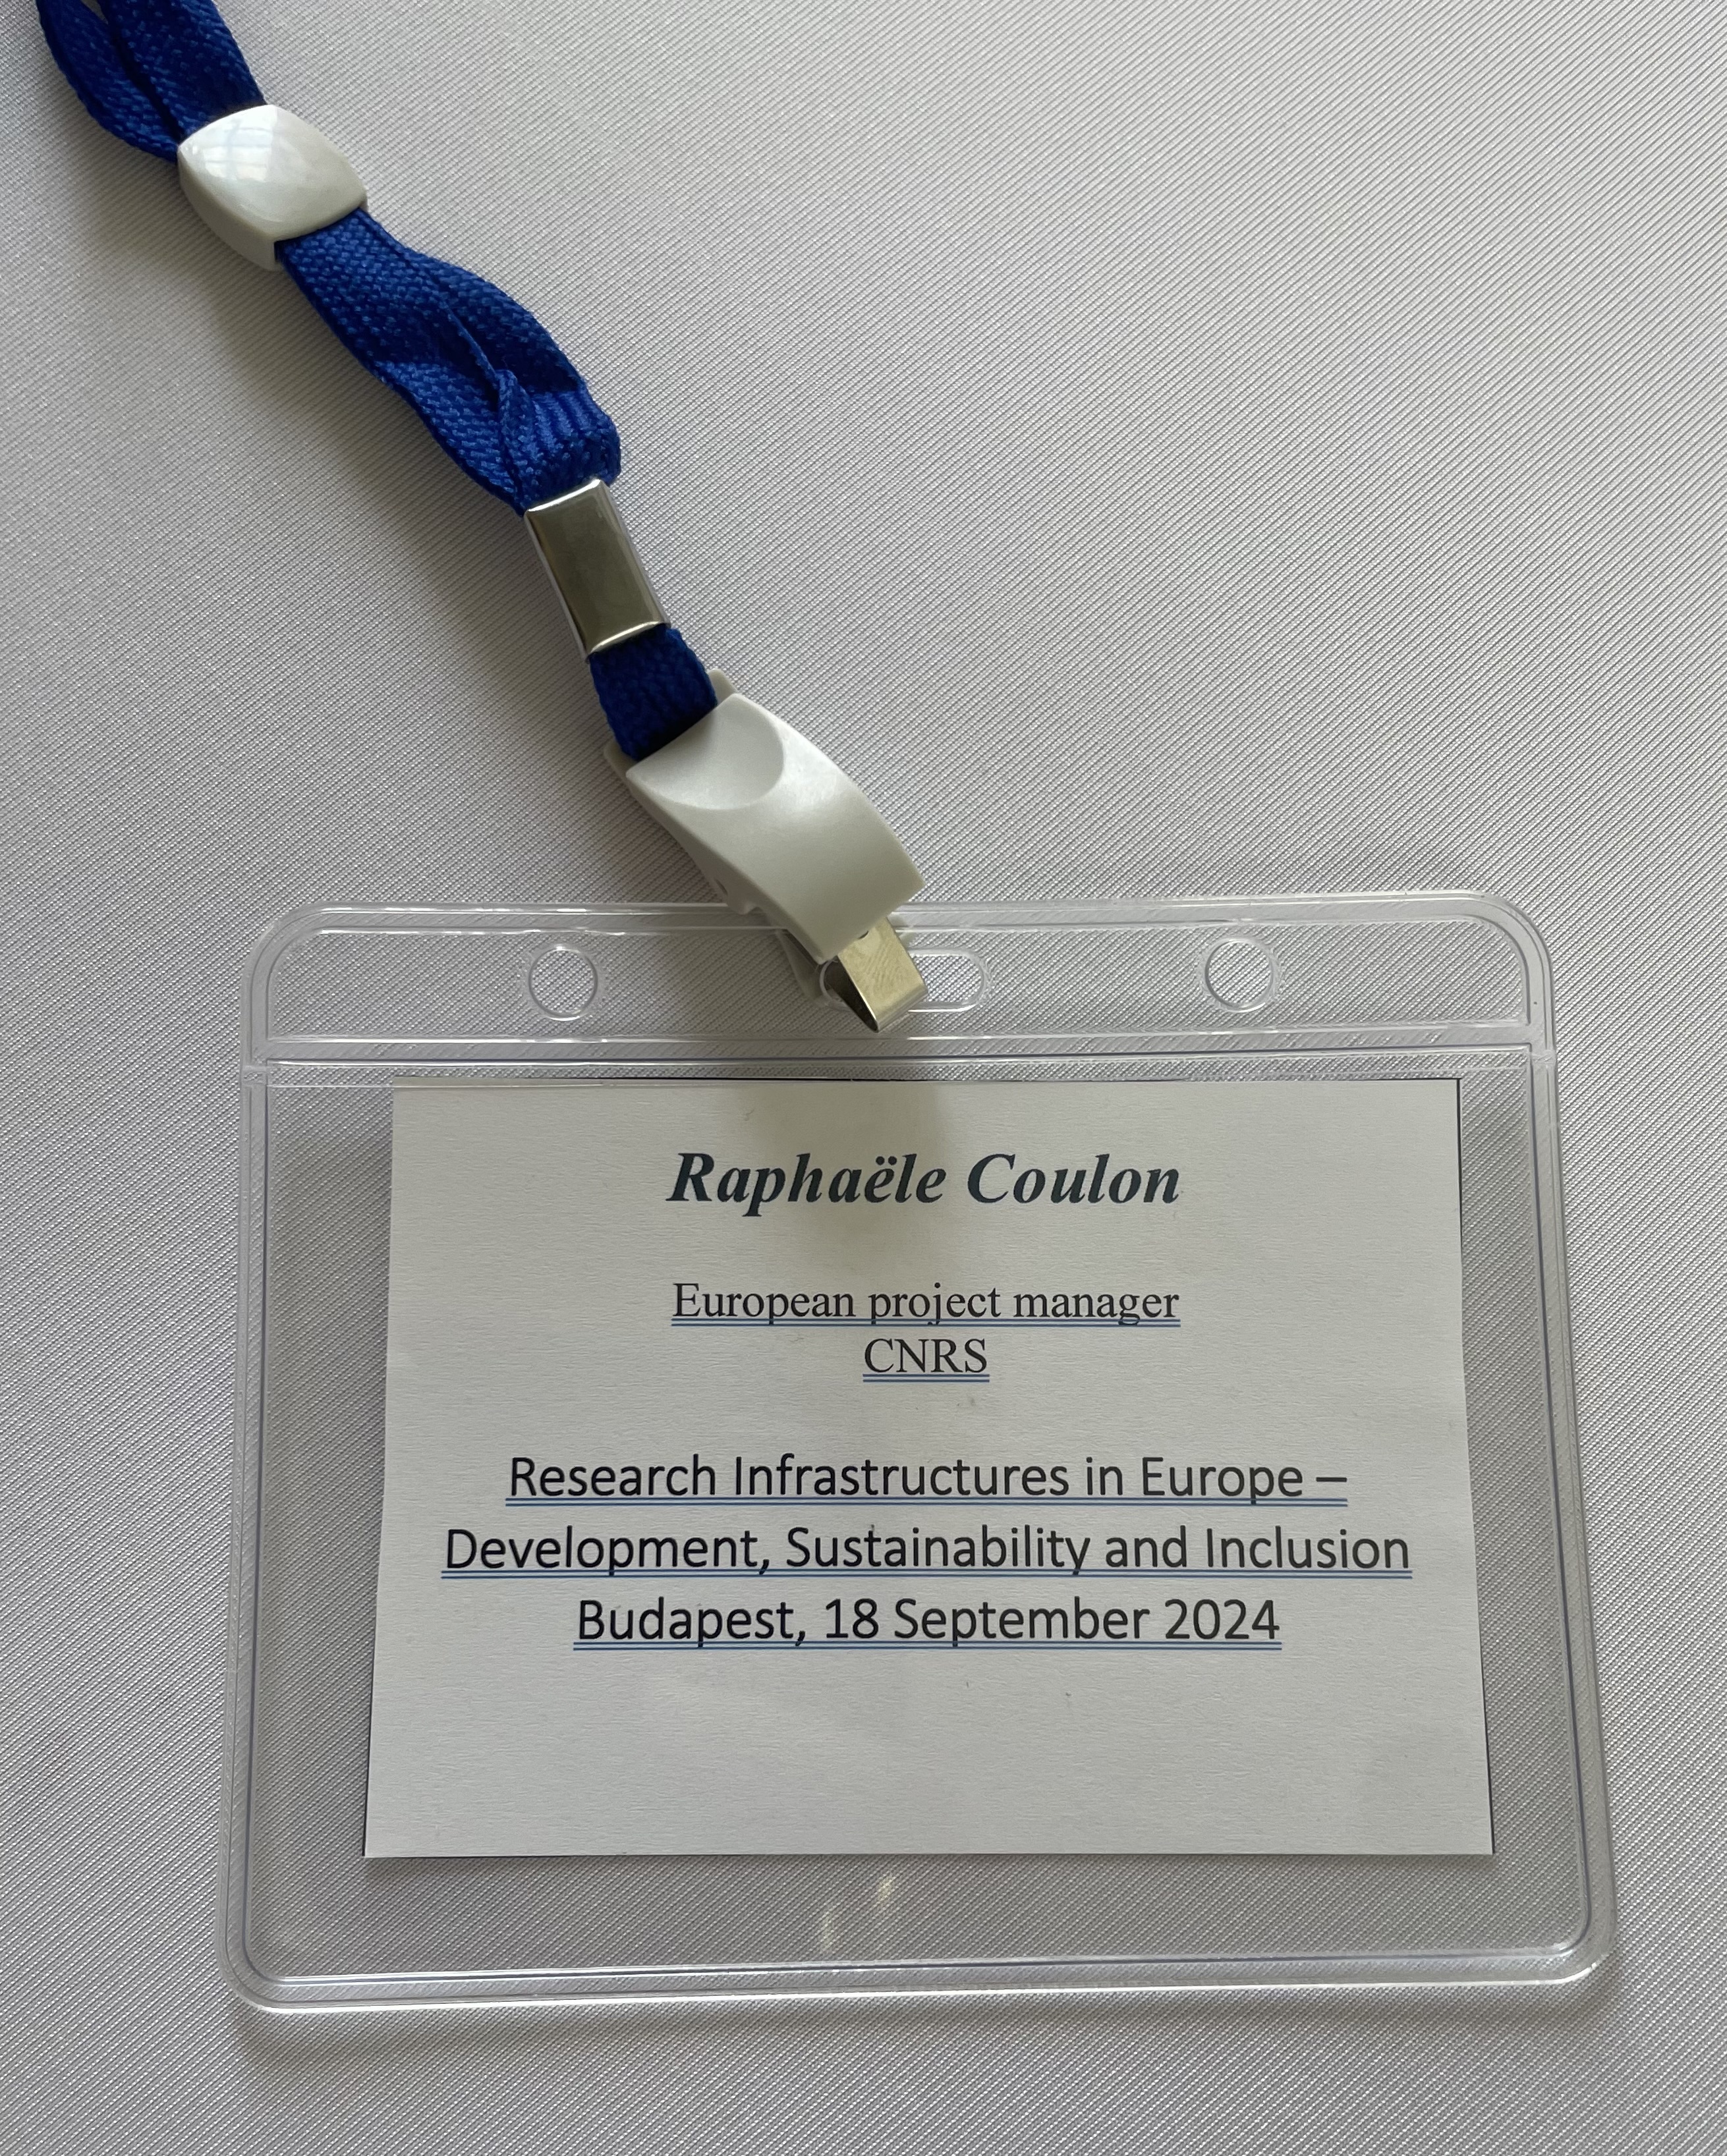 Raphaële Coulon
European project manager
CNRS
Research Infrastructures in Europe –
Development, Sustainability and Inclusion
Budapest, 18 September 2024